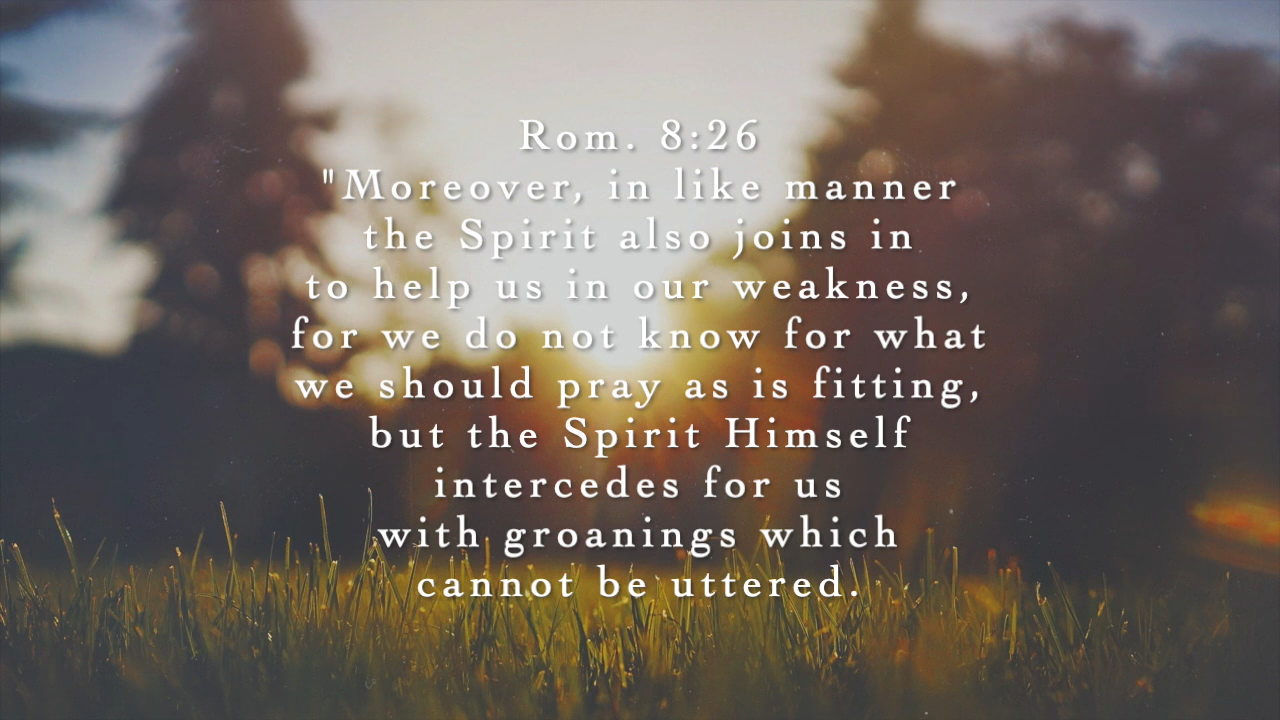 Rom. 8:26
"Moreover, in like manner
the Spirit also joins in
to help us in our weakness,
for we do not know for what
we should pray as is fitting,
but the Spirit Himself
intercedes for us
with groanings which
cannot be uttered.